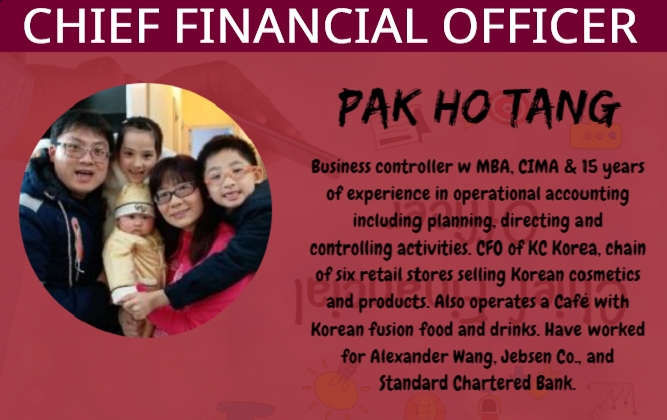 CHIEF FINANCIAL OFFICER
PAK HO TANG
Business controller w MBA, CIMA & 15 years
of experience in operational accounting
including planning, directing and
controlling activities. CFO of KC Korea, chain
of six retail stores selling Korean cosmetics
and products. Also operates a Café with
Korean fusion food and drinks. Have worked
for Alexander Wang, Jebsen Co., and
Standard Chartered Bank.
Officer
Chief Financial